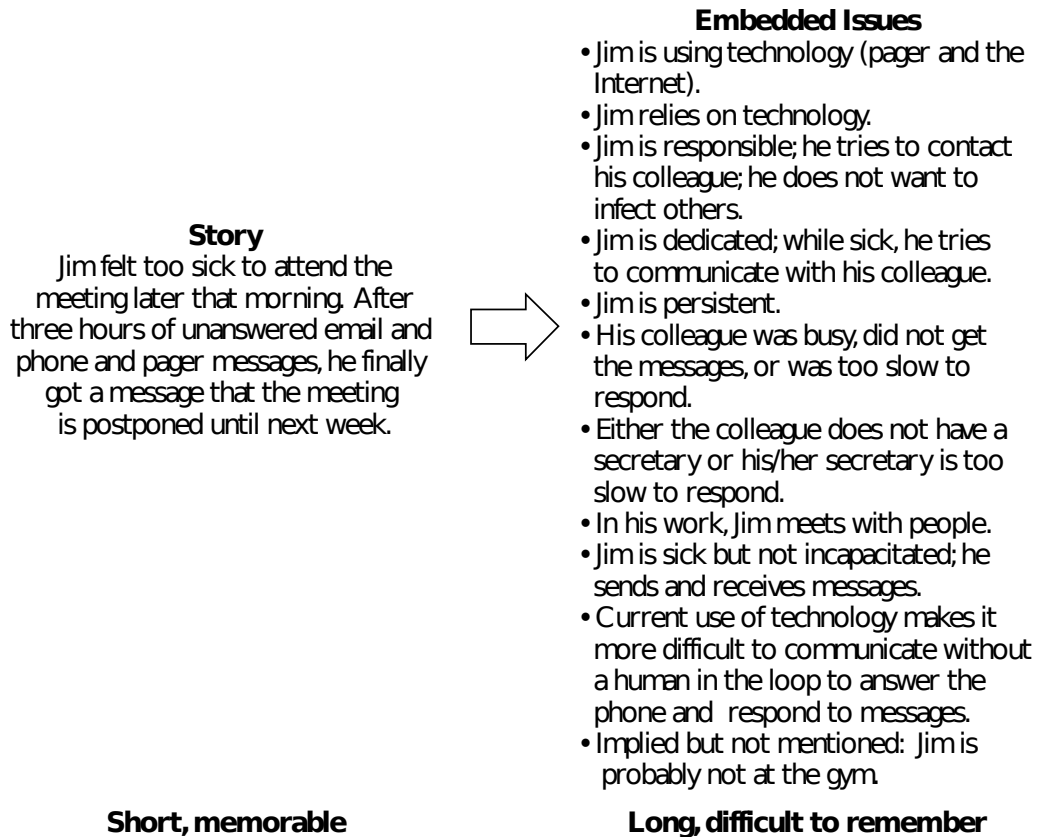 Story
Jim felt too sick to attend the
meeting later that morning. After
three hours of unanswered email and
phone and pager messages, he finally
got a message that the meeting
is postponed until next week.
Short, memorable
Embedded Issues
• Jim is using technology (pager and the
Internet).
• Jim relies on technology.
• Jim is responsible; he tries to contact
his colleague; he does not want to
infect others.
• Jim is dedicated; while sick, he tries
to communicate with his colleague.
• Jim is persistent.
• His colleague was busy, did not get
the messages, or was too slow to
respond.
• Either the colleague does not have a
secretary or his/her secretary is too
slow to respond.
• In his work, Jim meets with people.
• Jim is sick but not incapacitated; he
sends and receives messages.
• Current use of technology makes it
more difficult to communicate without
a human in the loop to answer the
phone and respond to messages.
• Implied but not mentioned: Jim is
probably not at the gym.
Long, difficult to remember